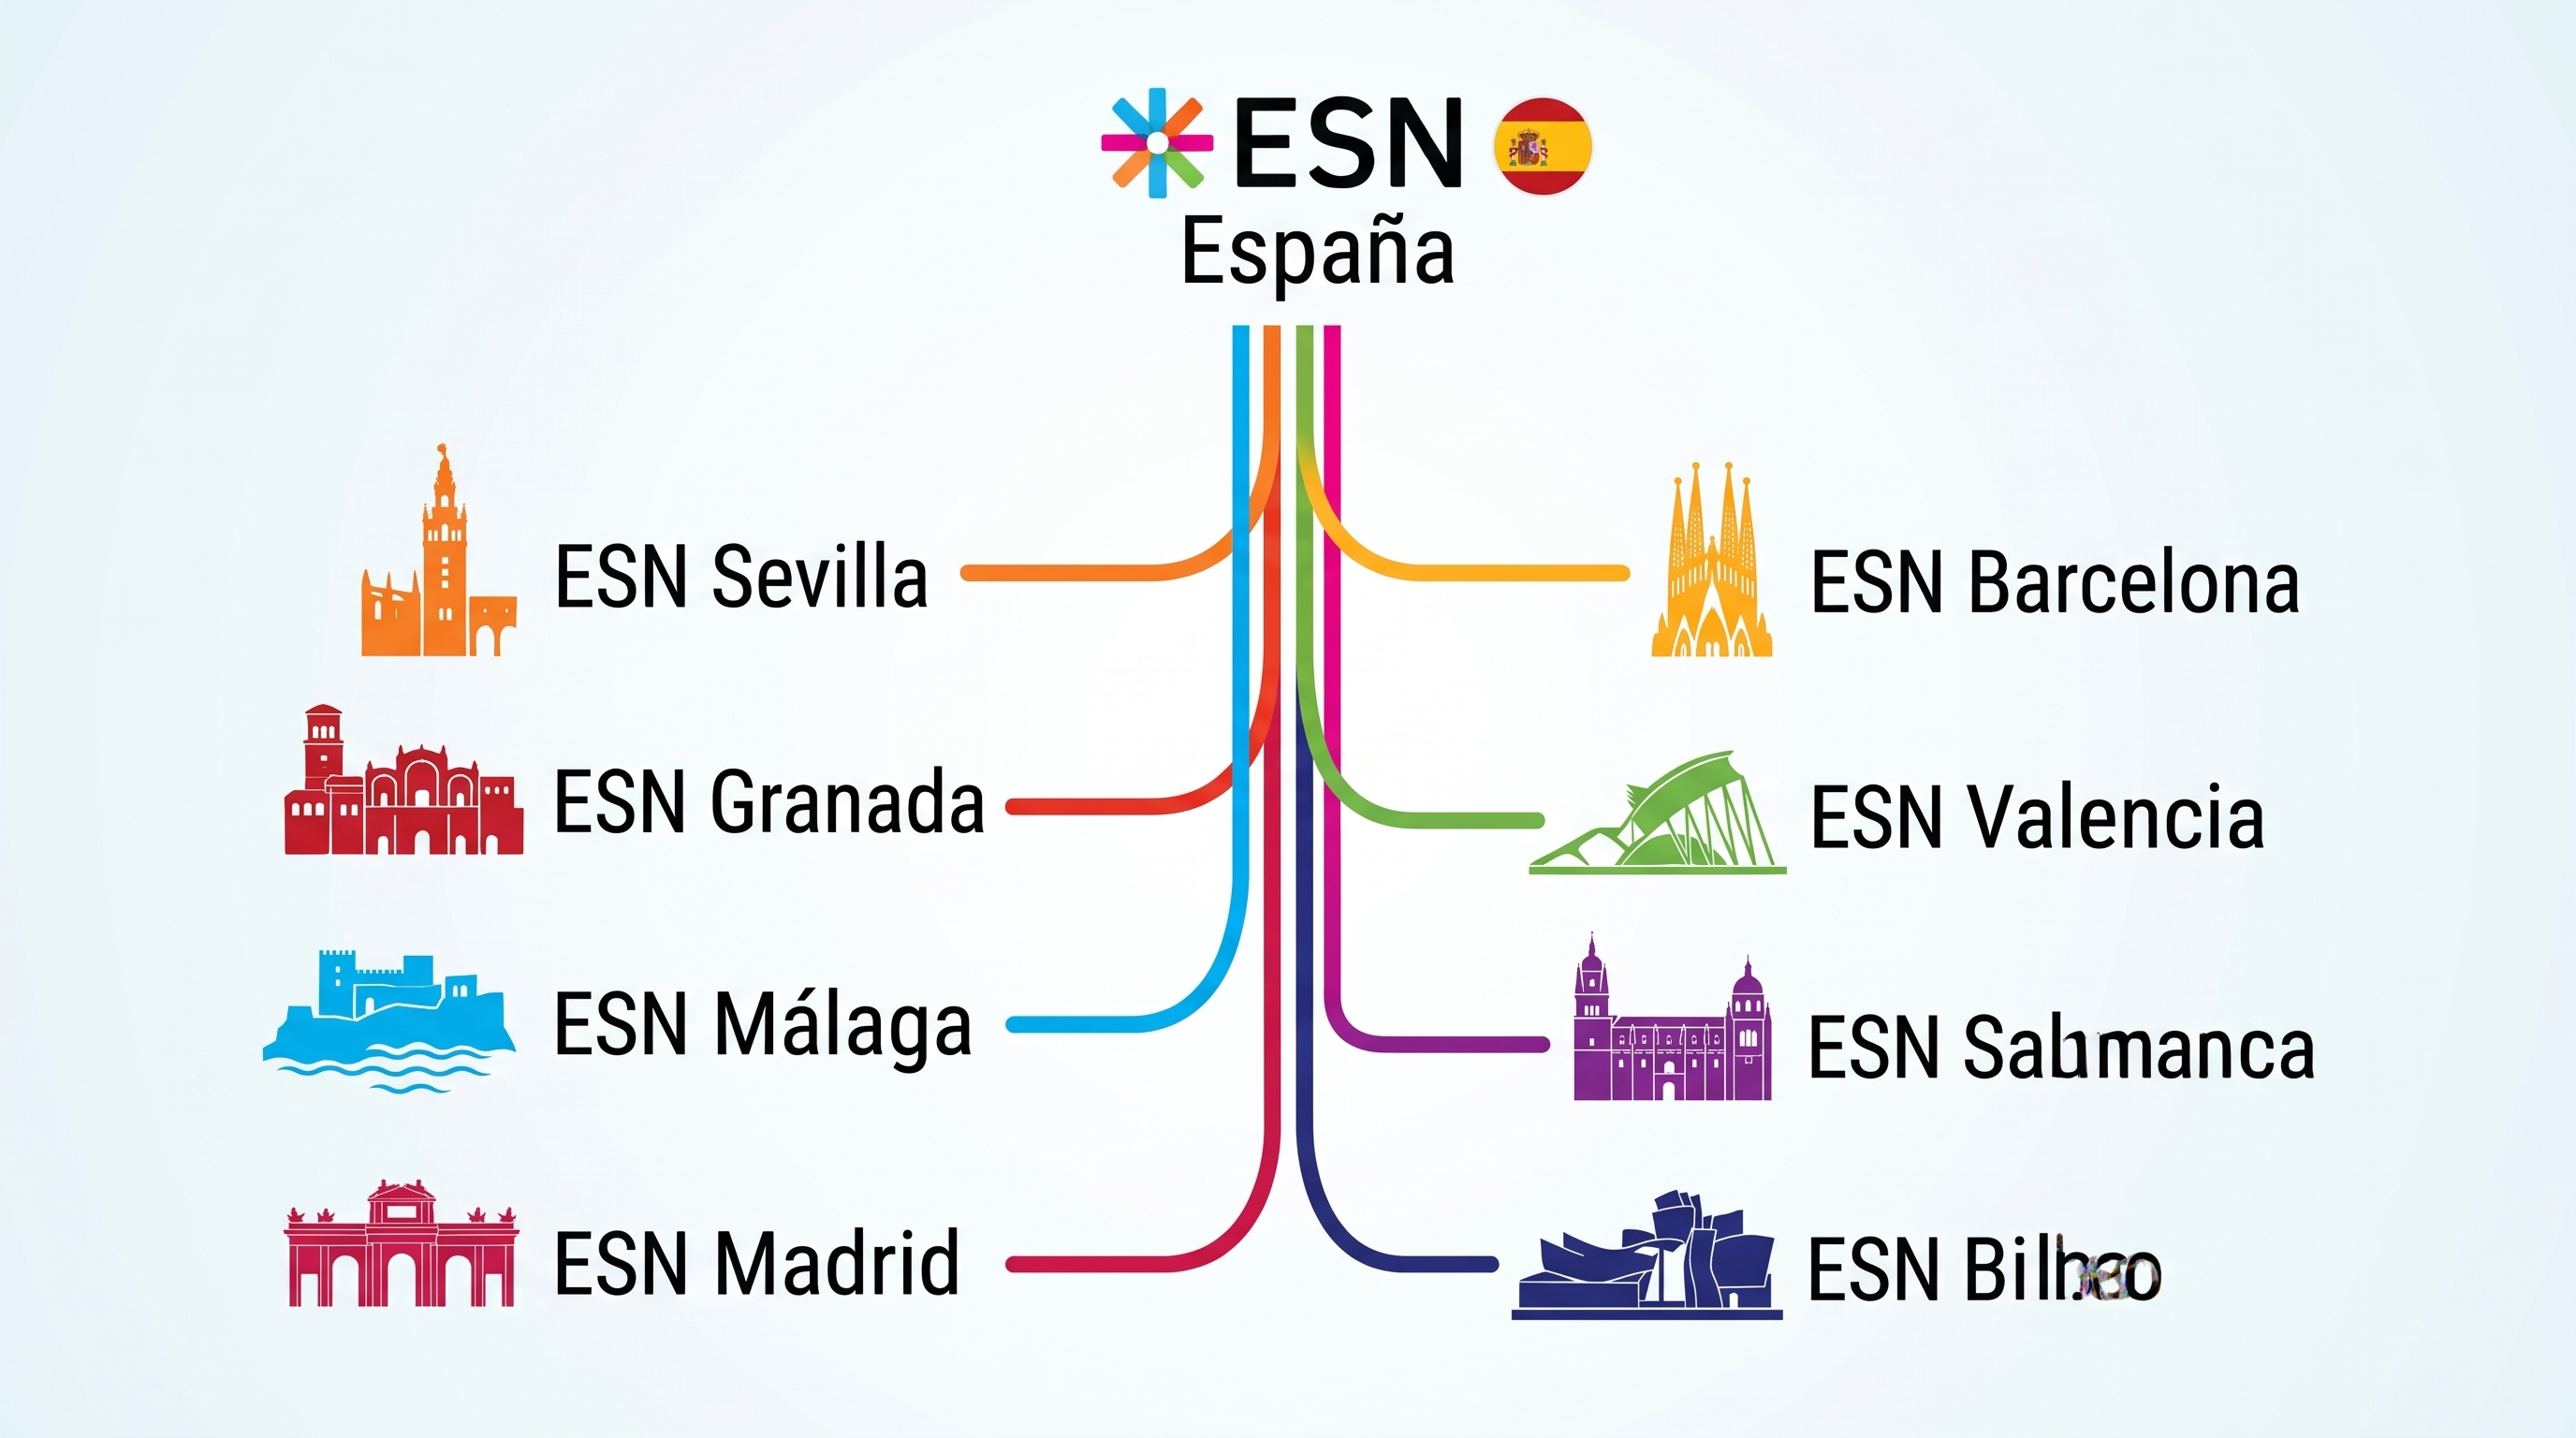 ESN
España
ESN Sevilla
ESN Barcelona
ESN Granada
ESN Valencia
ESN Málaga
ESN
ESN Madrid
ESN